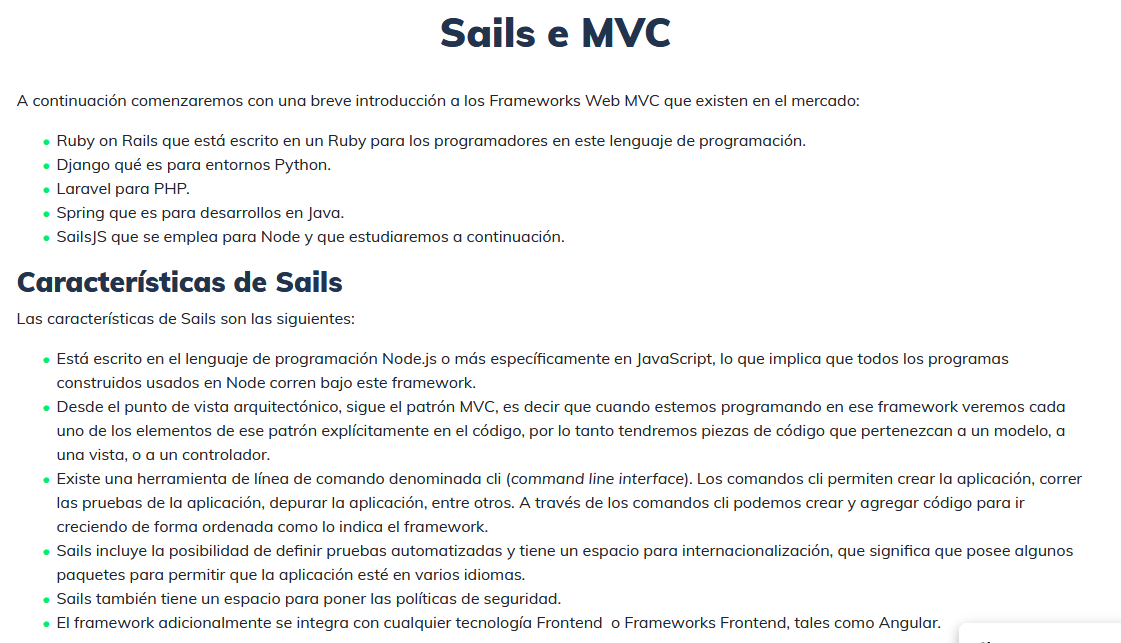 Sails e MVC
A continuación comenzaremos con una breve introducción a los Frameworks Web MVC que existen en el mercado:
Ruby on Rails que está escrito en un Ruby para los programadores en este lenguaje de programación.
Django qué es para entornos Python.
Laravel para PHP.
Spring que es para desarrollos en Java.
SailsJS que se emplea para Node y que estudiaremos a continuación.
Características de Sails
Las características de Sails son las siguientes:
Está escrito en el lenguaje de programación Node.js o más específicamente en JavaScript, lo que implica que todos los programas
construidos usados en Node corren bajo este framework.
Desde el punto de vista arquitectónico, sigue el patrón MVC, es decir que cuando estemos programando en ese framework veremos cada
uno de los elementos de ese patrón explícitamente en el código, por lo tanto tendremos piezas de código que pertenezcan a un modelo, a
una vista, o a un controlador.
Existe una herramienta de línea de comando denominada cli (command line interface). Los comandos cli permiten crear la aplicación, correr
las pruebas de la aplicación, depurar la aplicación, entre otros. A través de los comandos cli podemos crear y agregar código para ir
creciendo de forma ordenada como lo indica el framework.
Sails incluye la posibilidad de definir pruebas automatizadas y tiene un espacio para internacionalización, que significa que posee algunos
paquetes para permitir que la aplicación esté en varios idiomas.
Sails también tiene un espacio para poner las políticas de seguridad.
El framework adicionalmente se integra con cualquier tecnología Frontend  o Frameworks Frontend, tales como Angular.